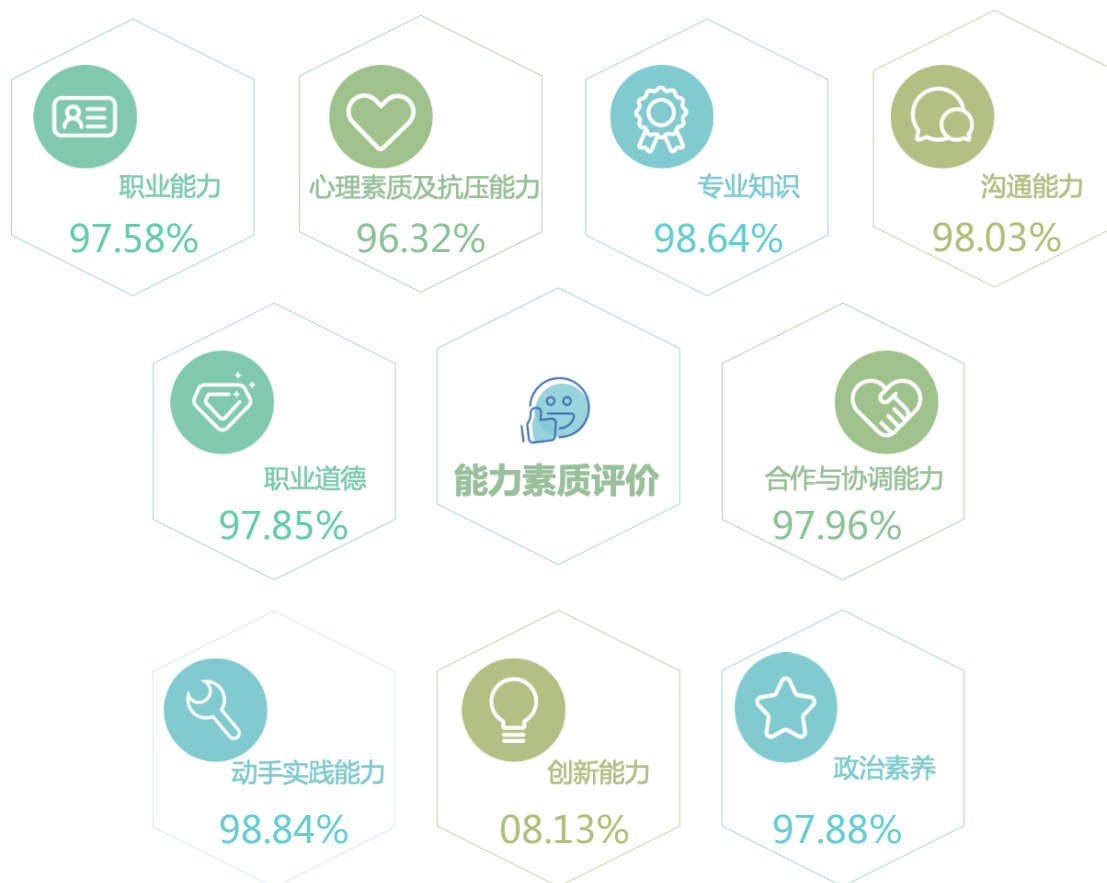 职业能力
97.58%
心理素质及抗压能力
96.32%
专业知识
98.64%
沟通能力
98.03%
职业道德
97.85%
能力素质评价
合作与协调能力
97.96%
动手实践能力
98.84%
创新能力
08.13%
政治素养
97.88%